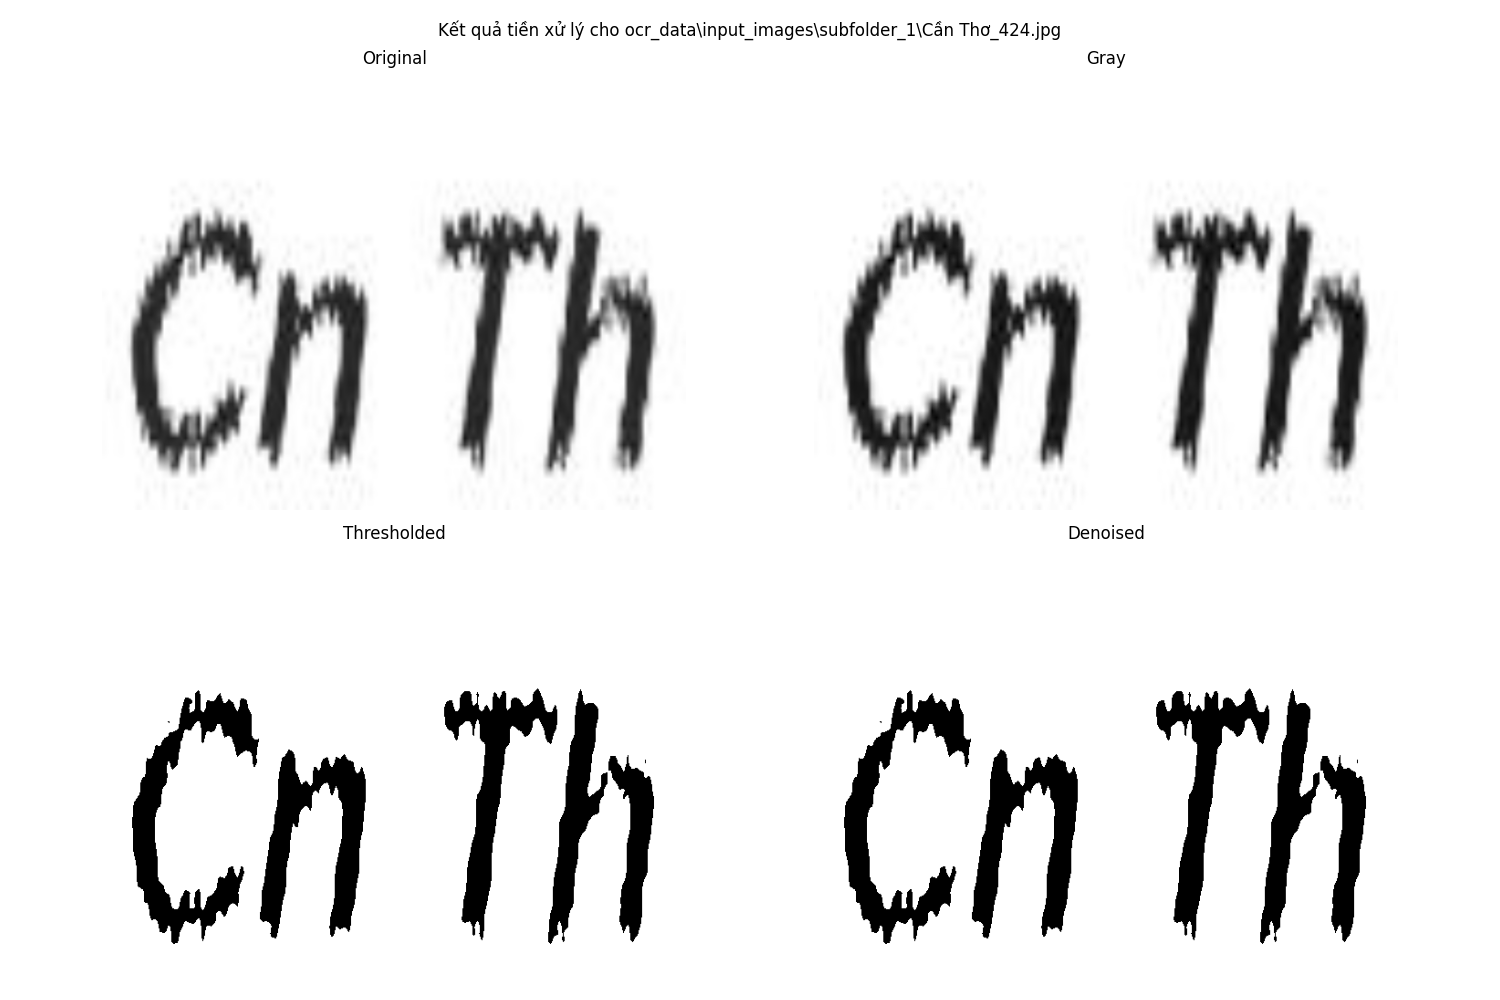 Kết quả tiền xử lý cho ocr_data\input_images\subfolder_1\Cần Thơ_424.jpg
Original
Gray
Cn Th
Cn Th
Thresholded
Denoised
Cn Th
Cn Th